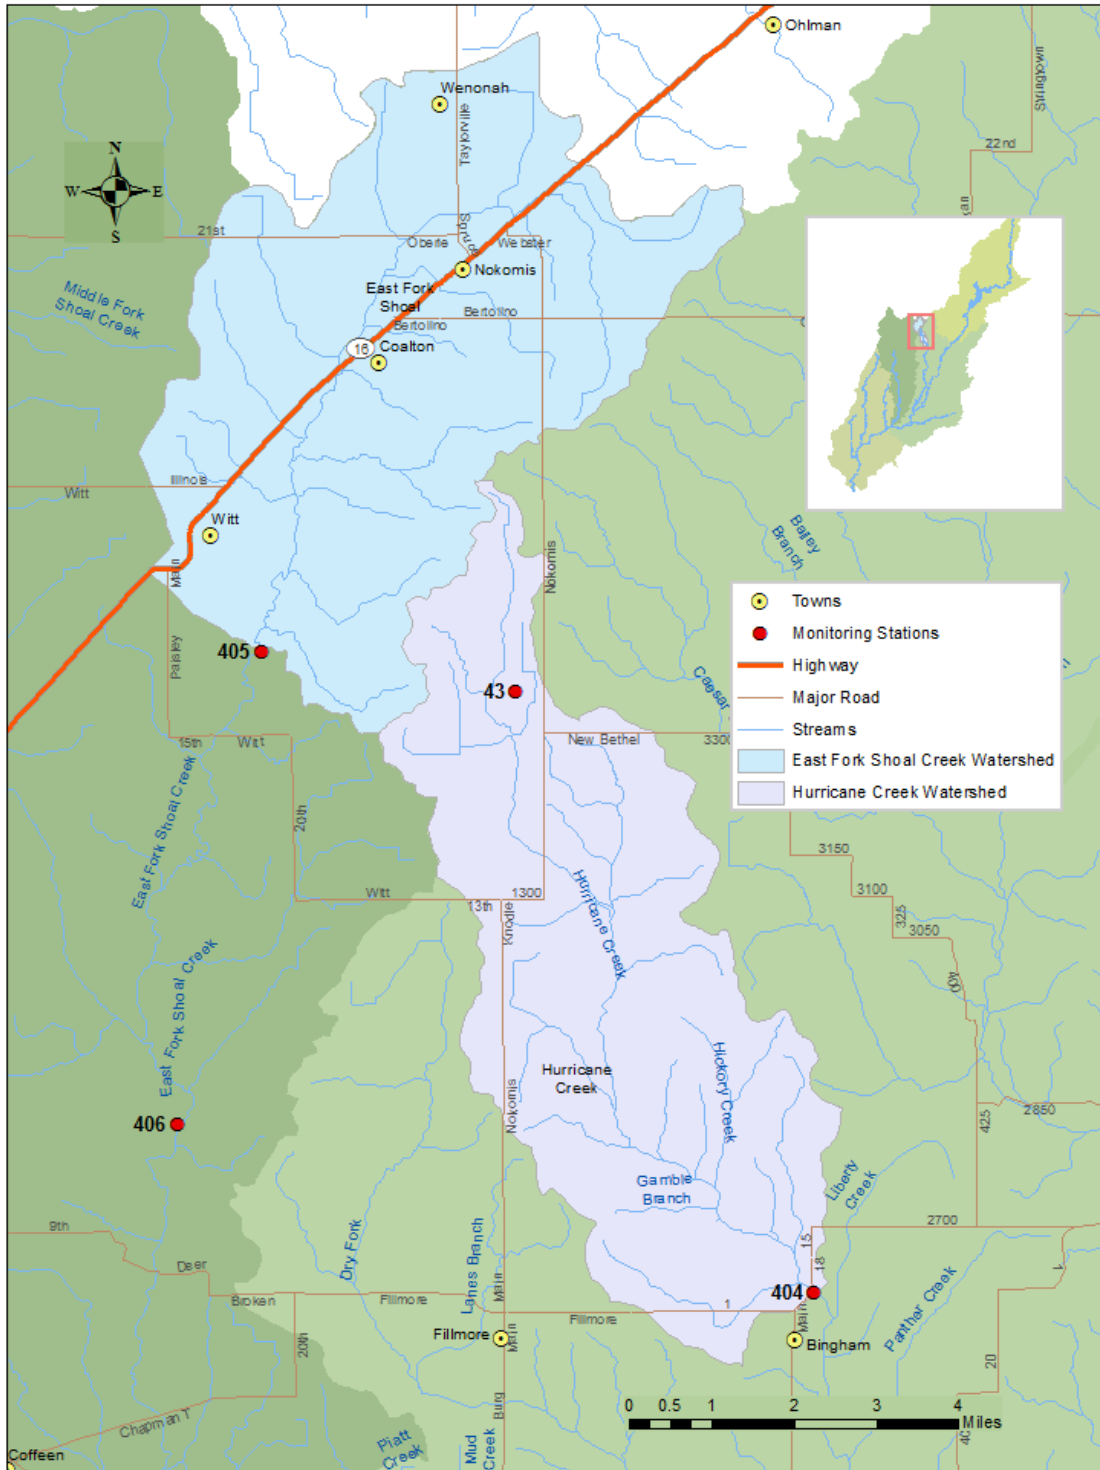 Ohlman
Wenonah
Stringtown
Taylorville
22nd
N
W E
S
21st
Oberle
Spruce
Webster
Nokomis
Middle Fork
Shoal Creek
East Fork
Shoal
Bertolino
Bertolino
16
Coalton
Illinois
Witt
Witt
Bailey
Branch
Main
Nokomis
Towns
Monitoring Stations
Highway
Major Road
Streams
East Fork Shoal Creek Watershed
Hurricane Creek Watershed
405
Paisley
43
Caesar
15th
Witt
New Bethel
3300
East Fork Shoal Creek
20th
3150
Hurricane Creek
Witt
13th
1300
3100
325
3050
Knodle
400
East Fork Shoal Creek
Hurricane
Creek
Hickory Creek
406
Nokomis
2850
425
Gamble
Branch
Liberty
Creek
9th
2700
Dry Fork
Lanes Branch
15
18
Deer
Main
1
404
Broken
Fillmore
Fillmore
1
Main
Panther Creek
Fillmore
Main
Bingham
20th
20
Burg
0 0.5 1 2 3 4
Miles
Chapman T
Piatt
Creek
Mud
Creek
Coffeen